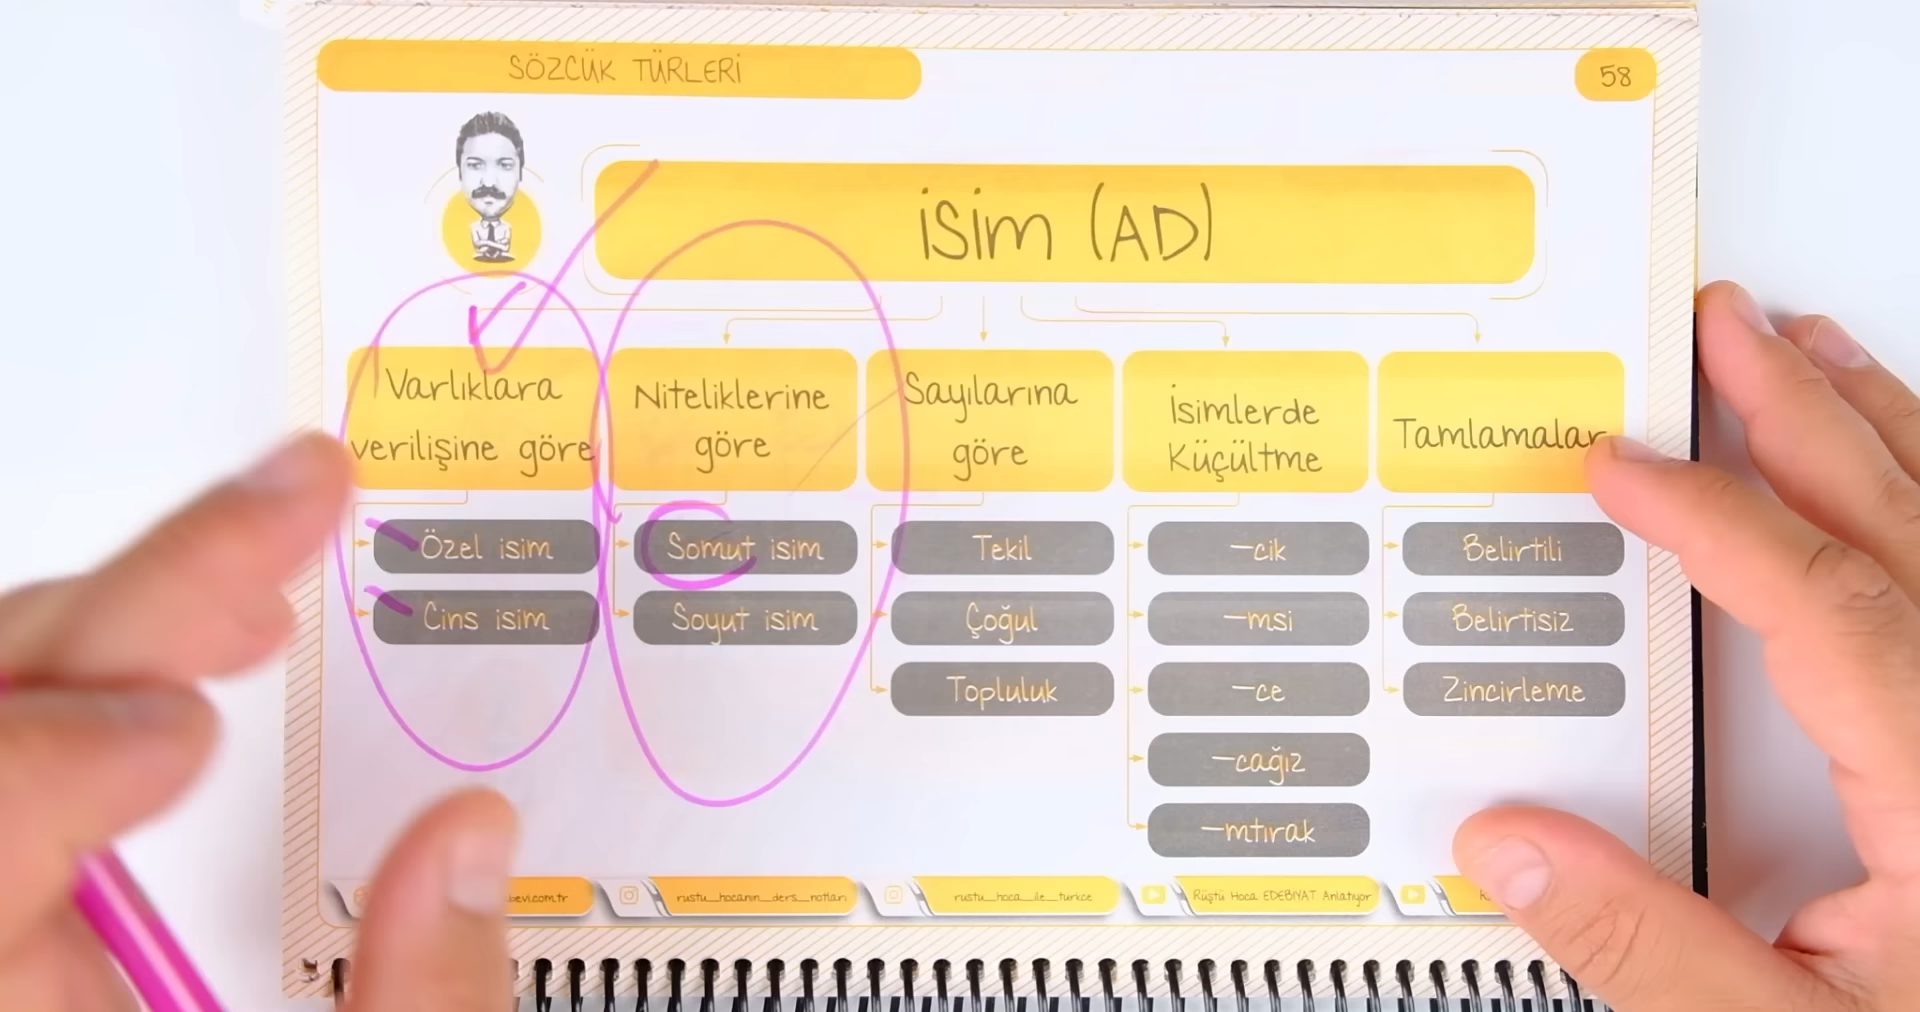 SÖZCÜK TÜRLERİ
58
İSİM (AD)
Varlıklara
verilişine göre
Özel isim
Cins isim
Niteliklerine
göre
Somut isim
Soyut isim
Sayılarına
göre
Tekil
Çoğul
Topluluk
İsimlerde
Küçültme
-cik
-msi
-ce
-cağız
-mtırak
Tamlamalar
Belirtili
Belirtisiz
Zincirleme
rustu_hocanın_ders_notları
rustu_hoca_ile_turkce
Rüştü Hoca EDEBİYAT Anlatıyor